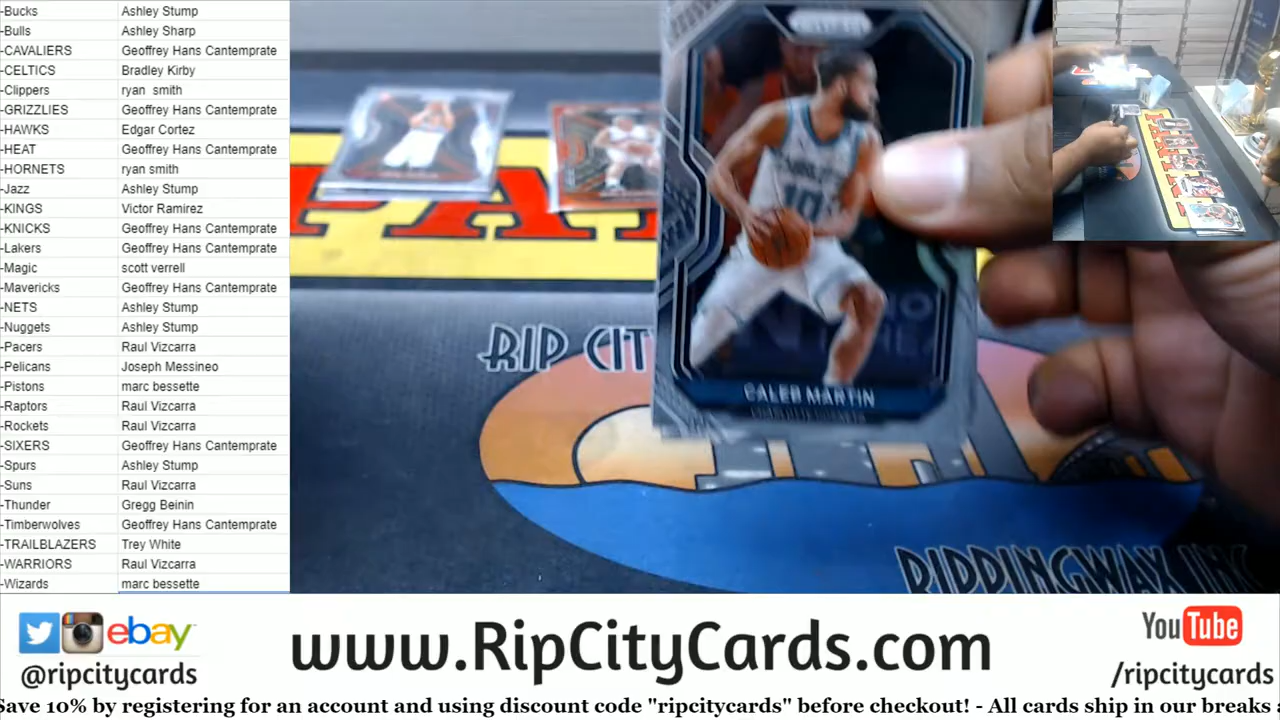 -Bucks Ashley Stump
-Bulls Ashley Sharp
-CAVALIERS Geoffrey Hans Cantemprate
-CELTICS Bradley Kirby
-Clippers ryan smith
-GRIZZLIES Geoffrey Hans Cantemprate
-HAWKS Edgar Cortez
-HEAT Geoffrey Hans Cantemprate
-HORNETS ryan smith
-Jazz Ashley Stump
-KINGS Victor Ramirez
-KNICKS Geoffrey Hans Cantemprate
-Lakers Geoffrey Hans Cantemprate
-Magic scott verrell
-Mavericks Geoffrey Hans Cantemprate
-NETS Ashley Stump
-Nuggets Ashley Stump
-Pacers Raul Vizcarra
-Pelicans Joseph Messineo
-Pistons marc bessette
-Raptors Raul Vizcarra
-Rockets Raul Vizcarra
-SIXERS Geoffrey Hans Cantemprate
-Spurs Ashley Stump
-Suns Raul Vizcarra
-Thunder Gregg Beinin
-Timberwolves Geoffrey Hans Cantemprate
-TRAILBLAZERS Trey White
-WARRIORS Raul Vizcarra
-Wizards marc bessette
10
CALEB MARTIN
RIP CIT
RIPPINGWAX INK
ebay
@ripcitycards
www.RipCityCards.com
YouTube
/ripcitycards
Save 10% by registering for an account and using discount code "ripcitycards" before checkout! - All cards ship in our breaks a